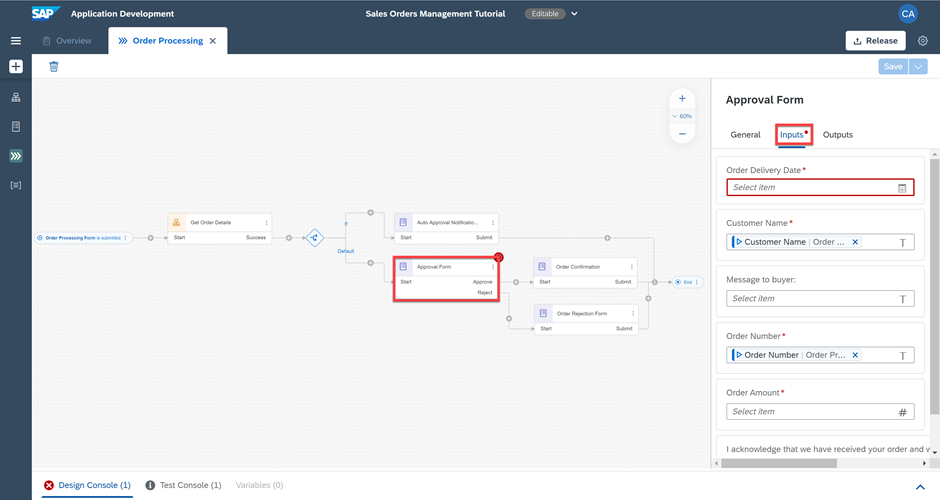 SAP Application Development
Sales Orders Management Tutorial Editable
CA
Overview
Order Processing
Release
Save
60%
Order Processing Form is submitted
Get Order Details
Start Success
Default
Auto Approval Notificatio...
Start Submit
Approval Form
Start Approve
Reject
Order Confirmation
Start Submit
Order Rejection Form
Start Submit
End
Approval Form
General Inputs Outputs
Order Delivery Date*
Select item
Customer Name*
Customer Name | Order ...
T
Message to buyer:
Select item
T
Order Number*
Order Number | Order Pr...
T
Order Amount*
Select item
#
I acknowledge that we have received your order and w
Design Console (1) Test Console (1) Variables (0)